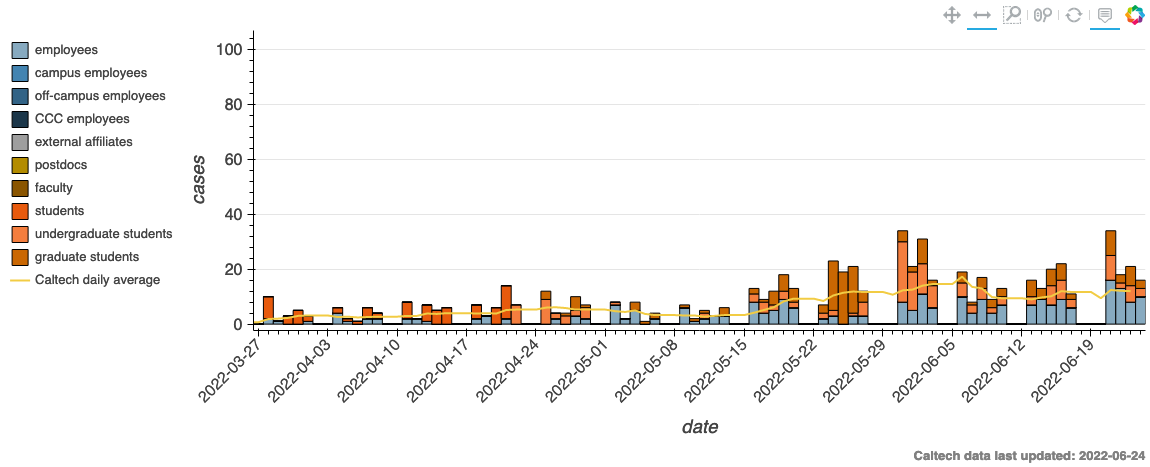 employees
campus employees
off-campus employees
CCC employees
external affiliates
postdocs
faculty
students
undergraduate students
graduate students
Caltech daily average
cases
100
80
60
40
20
0
2022-03-27
2022-04-03
2022-04-10
2022-04-17
2022-04-24
2022-05-01
2022-05-08
2022-05-15
2022-05-22
2022-05-29
2022-06-05
2022-06-12
2022-06-19
date
Caltech data last updated: 2022-06-24